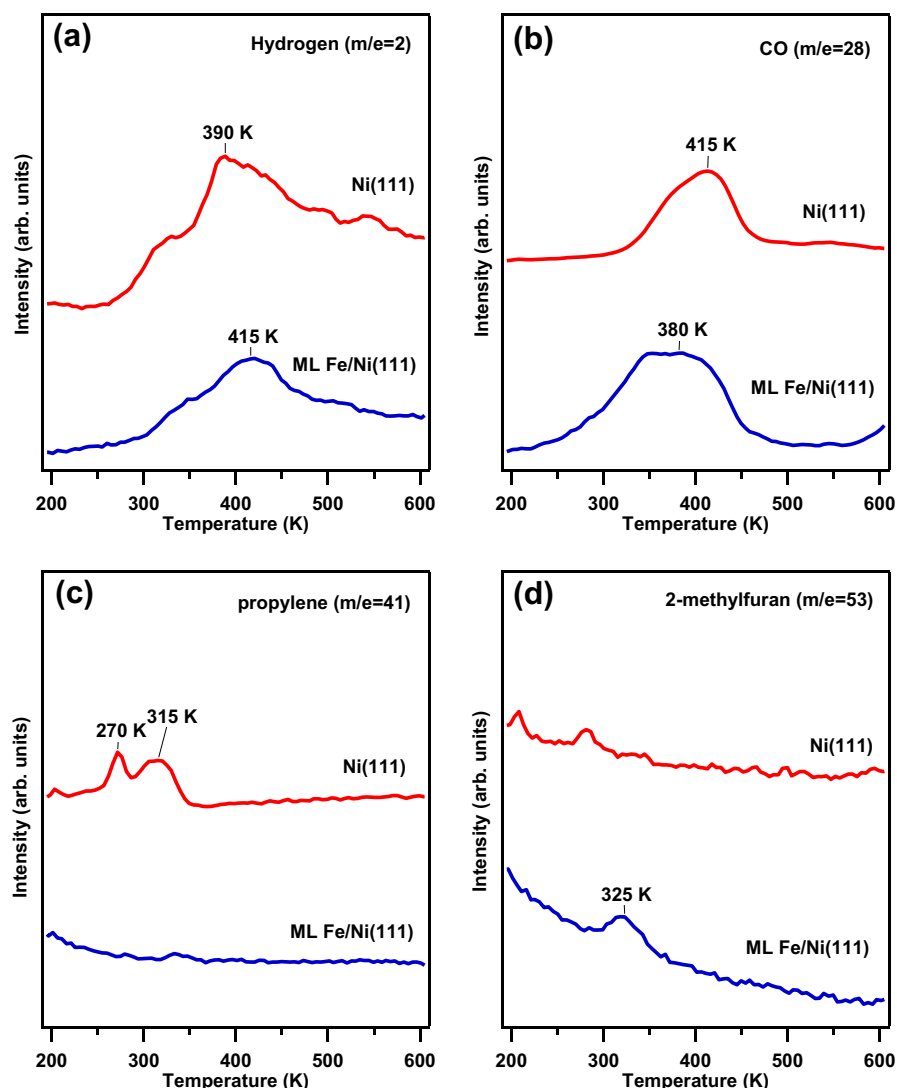 (a)
Hydrogen (m/e=2)
390 K
Ni(111)
415 K
ML Fe/Ni(111)
Intensity (arb. units)
200 300 400 500 600
Temperature (K)
(b)
CO (m/e=28)
415 K
Ni(111)
380 K
ML Fe/Ni(111)
Intensity (arb. units)
200 300 400 500 600
Temperature (K)
(c)
propylene (m/e=41)
270 K
315 K
Ni(111)
ML Fe/Ni(111)
Intensity (arb. units)
200 300 400 500 600
Temperature (K)
(d)
2-methylfuran (m/e=53)
Ni(111)
325 K
ML Fe/Ni(111)
Intensity (arb. units)
200 300 400 500 600
Temperature (K)